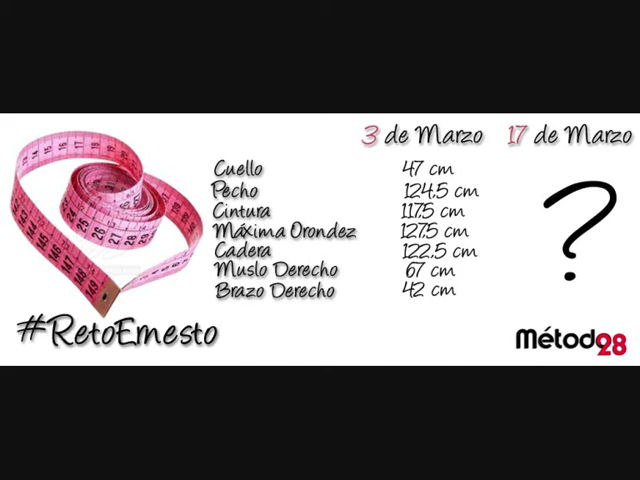 3 de Marzo 17 de Marzo
Cuello 47 cm
Pecho 124.5 cm
Cintura 117.5 cm
Máxima Orondez 127.5 cm
Cadera 122.5 cm
Muslo Derecho 67 cm
Brazo Derecho 42 cm
?
#RetoErnesto
Método28